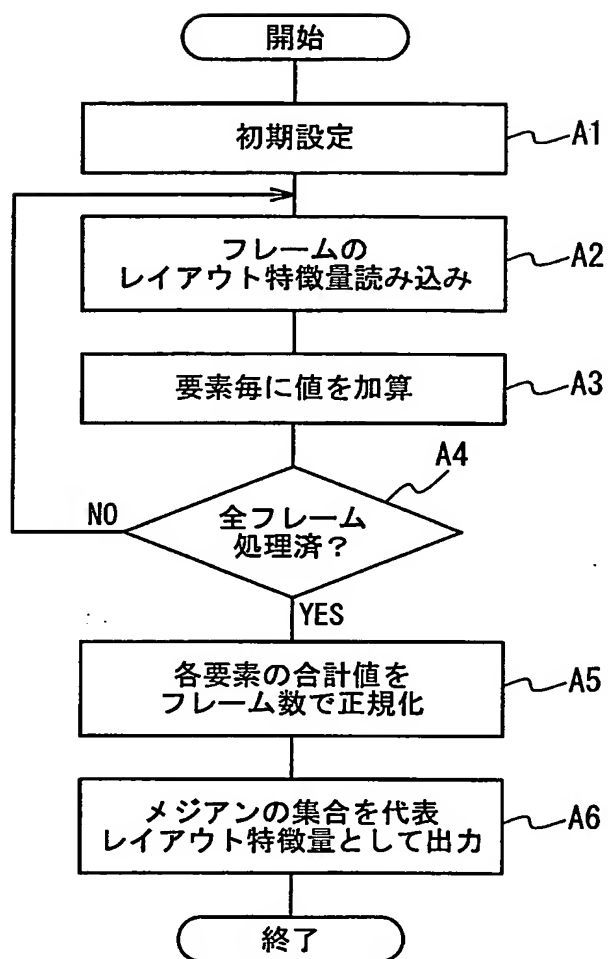 開始
初期設定
A1
フレームの
レイアウト特徴量読み込み
A2
要素毎に値を加算
A3
A4
全フレーム
処理済?
NO
YES
各要素の合計値を
フレーム数で正規化
A5
メジアンの集合を代表
レイアウト特徴量として出力
A6
終了